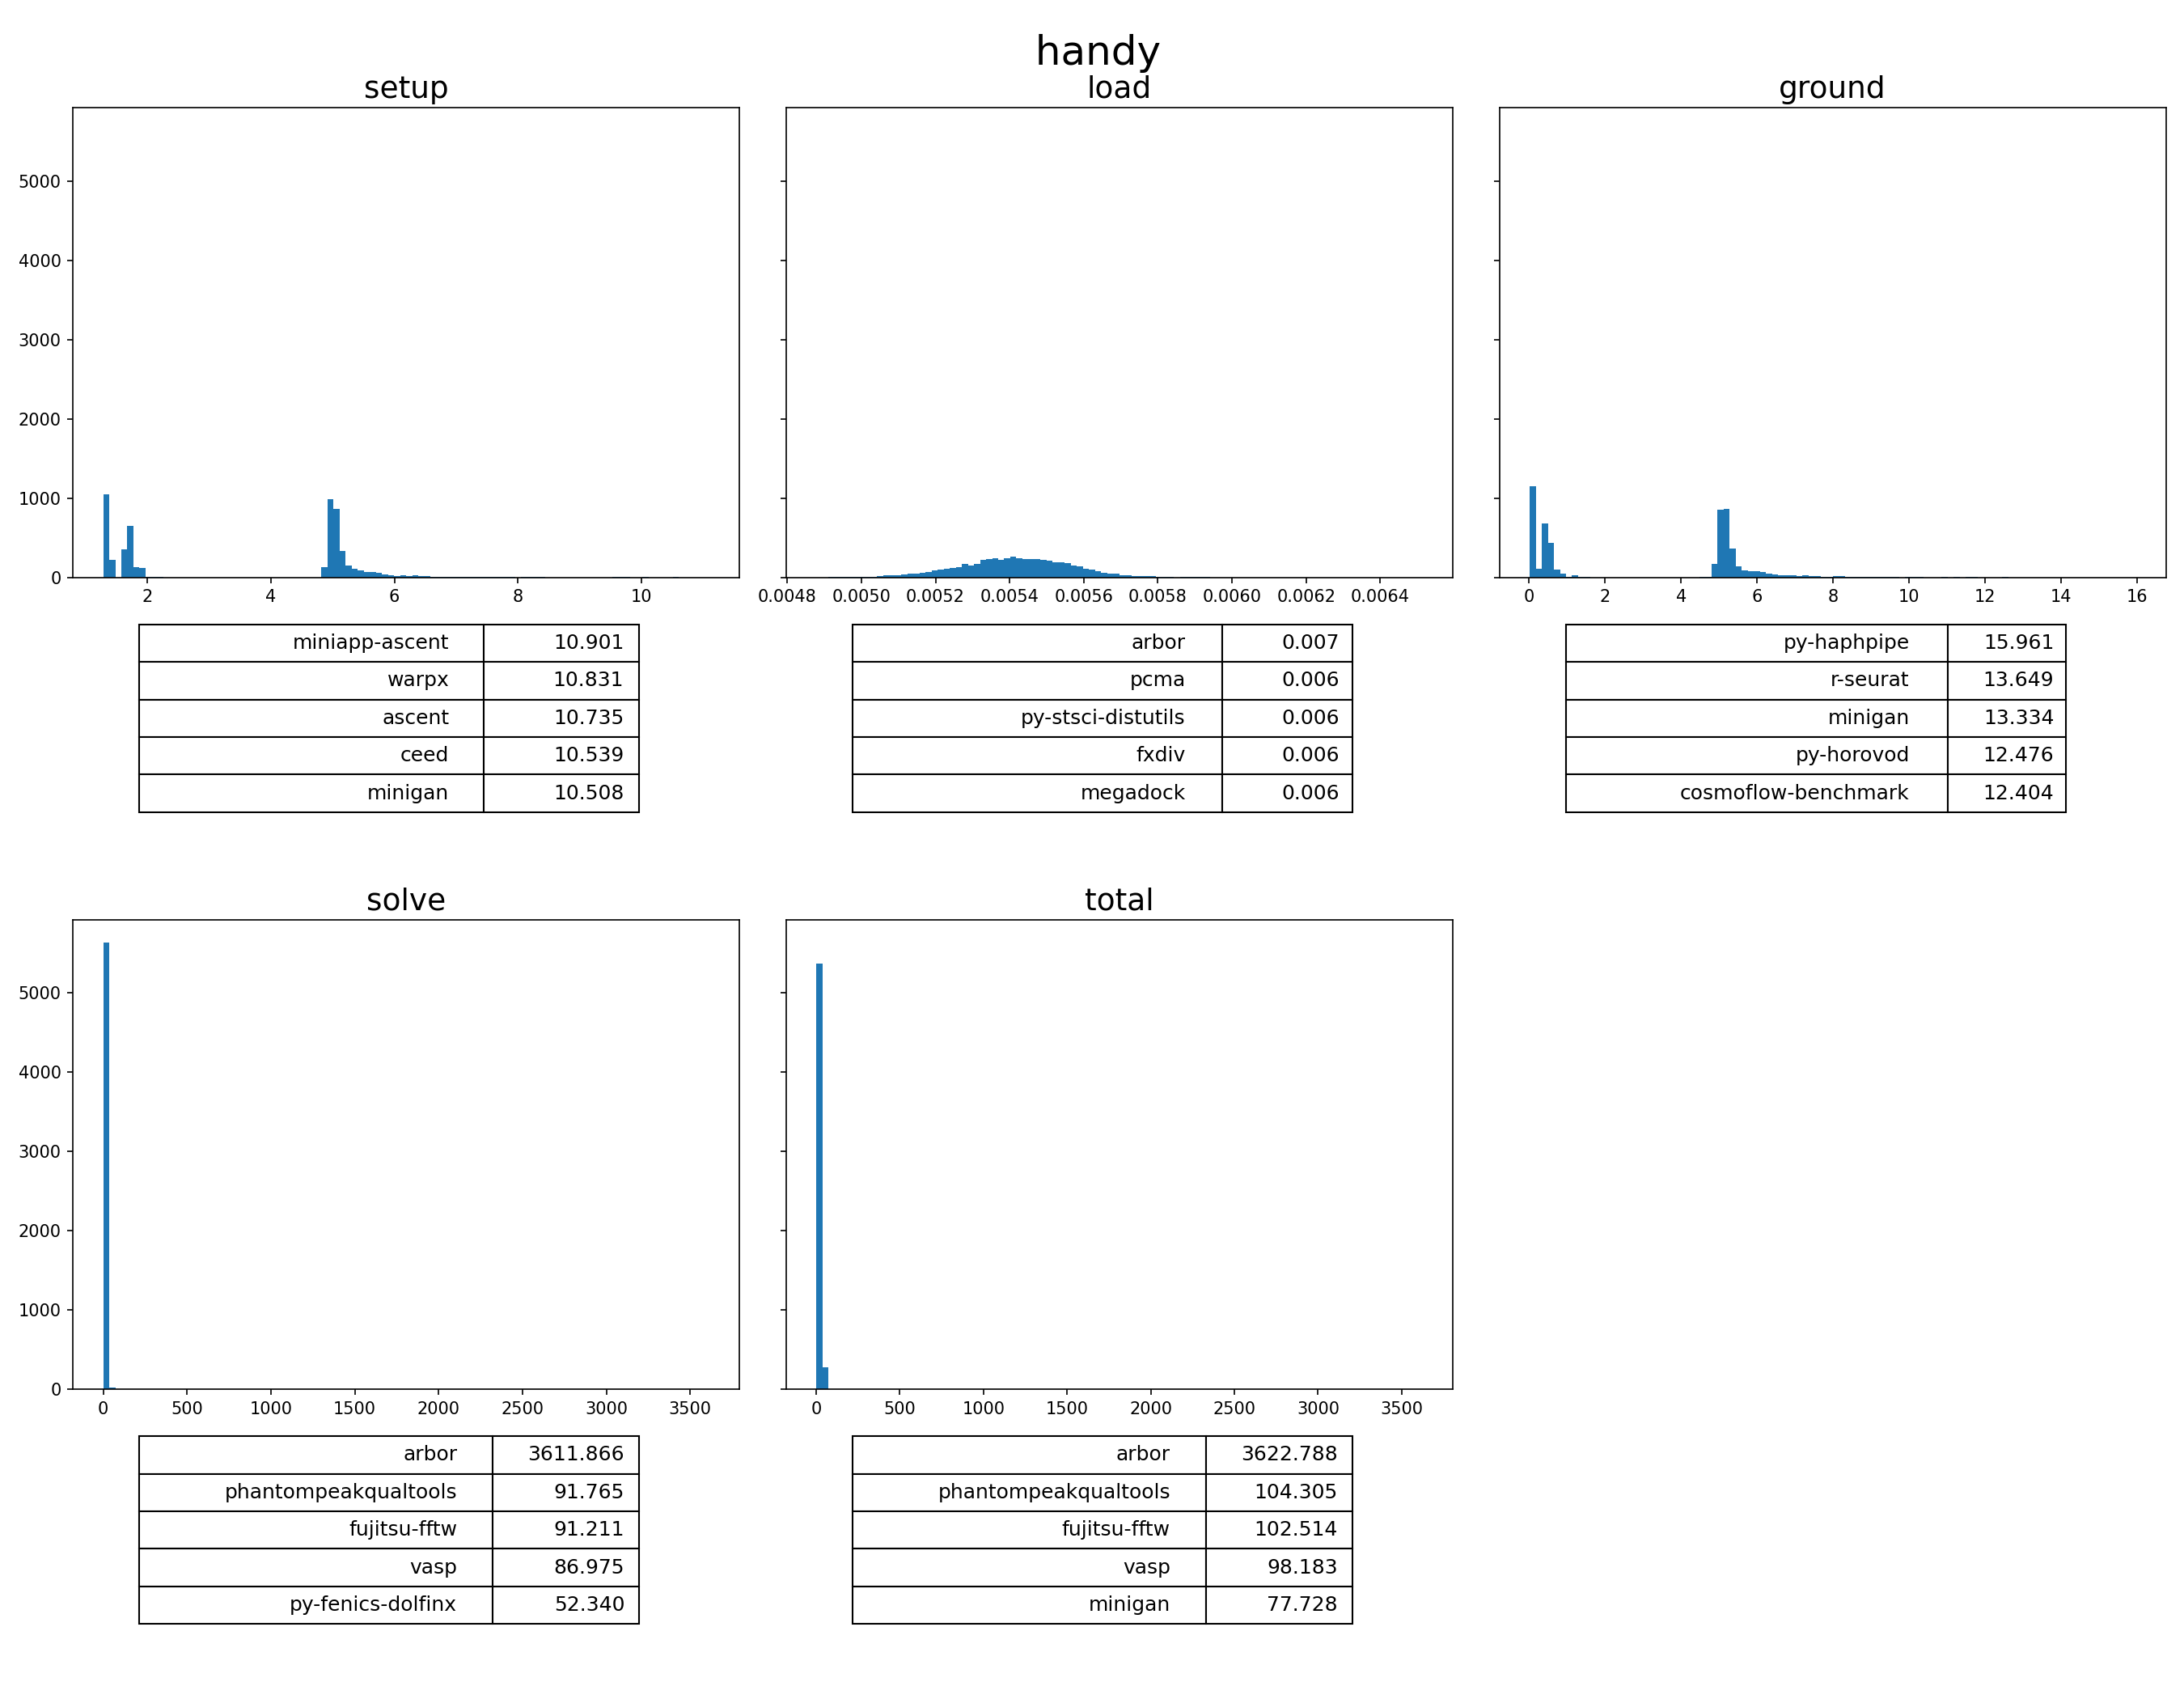 handy
setup
load
ground
5000
4000
3000
2000
1000
0
2 4 6 8 10
0.0048 0.0050 0.0052 0.0054 0.0056 0.0058 0.0060 0.0062 0.0064
0 2 4 6 8 10 12 14 16
miniapp-ascent 10.901
warpx 10.831
ascent 10.735
ceed 10.539
minigan 10.508
arbor 0.007
pcma 0.006
py-stsci-distutils 0.006
fxdiv 0.006
megadock 0.006
py-haphpipe 15.961
r-seurat 13.649
minigan 13.334
py-horovod 12.476
cosmoflow-benchmark 12.404
solve
total
5000
4000
3000
2000
1000
0
0 500 1000 1500 2000 2500 3000 3500
0 500 1000 1500 2000 2500 3000 3500
arbor 3611.866
phantompeakqualtools 91.765
fujitsu-fftw 91.211
vasp 86.975
py-fenics-dolfinx 52.340
arbor 3622.788
phantompeakqualtools 104.305
fujitsu-fftw 102.514
vasp 98.183
minigan 77.728